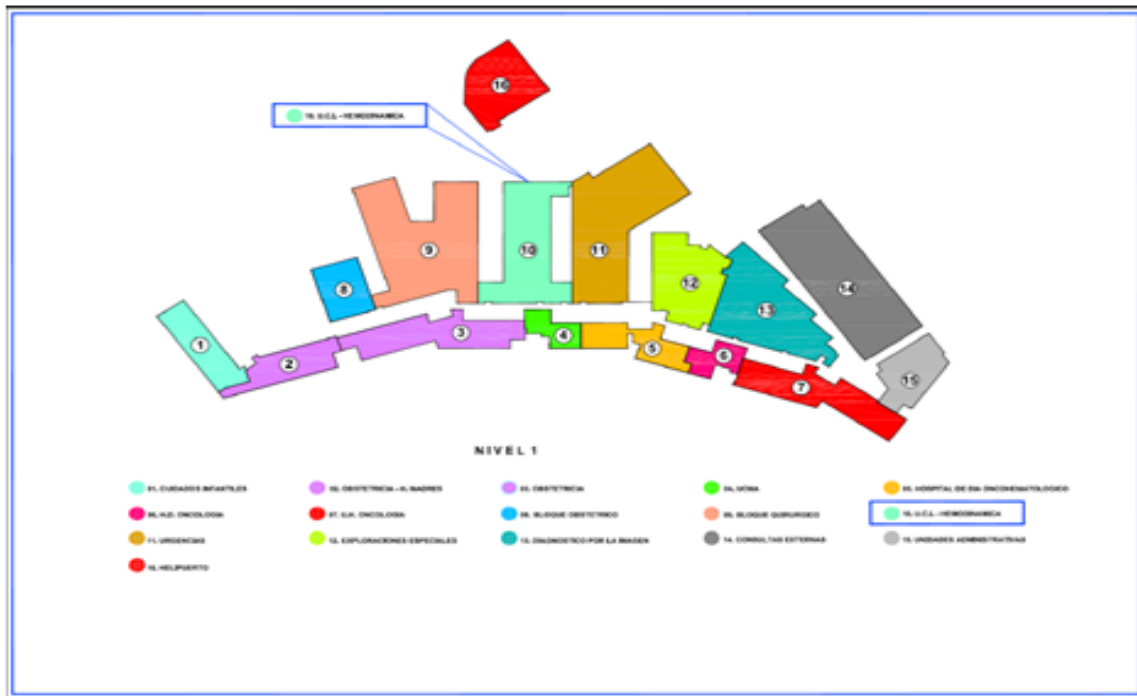 16
10. U.C.I. - HEMODINAMICA
9
10
11
12
8
14
13
3
1
4
2
5
6
7
15
NIVEL 1
01. CUIDADOS INFANTILES
02. OBSTETRICIA - H. MADRES
03. OBSTETRICIA
04. UCMA
05. HOSPITAL DE DIA ONCOHEMATOLOGICO
06. H.D. ONCOLOGIA
07. U.H. ONCOLOGIA
08. BLOQUE OBSTETRICO
09. BLOQUE QUIRURGICO
10. U.C.I. - HEMODINAMICA
11. URGENCIAS
12. EXPLORACIONES ESPECIALES
13. DIAGNOSTICO POR LA IMAGEN
14. CONSULTAS EXTERNAS
15. UNIDADES ADMINISTRATIVAS
16. HELIPUERTO